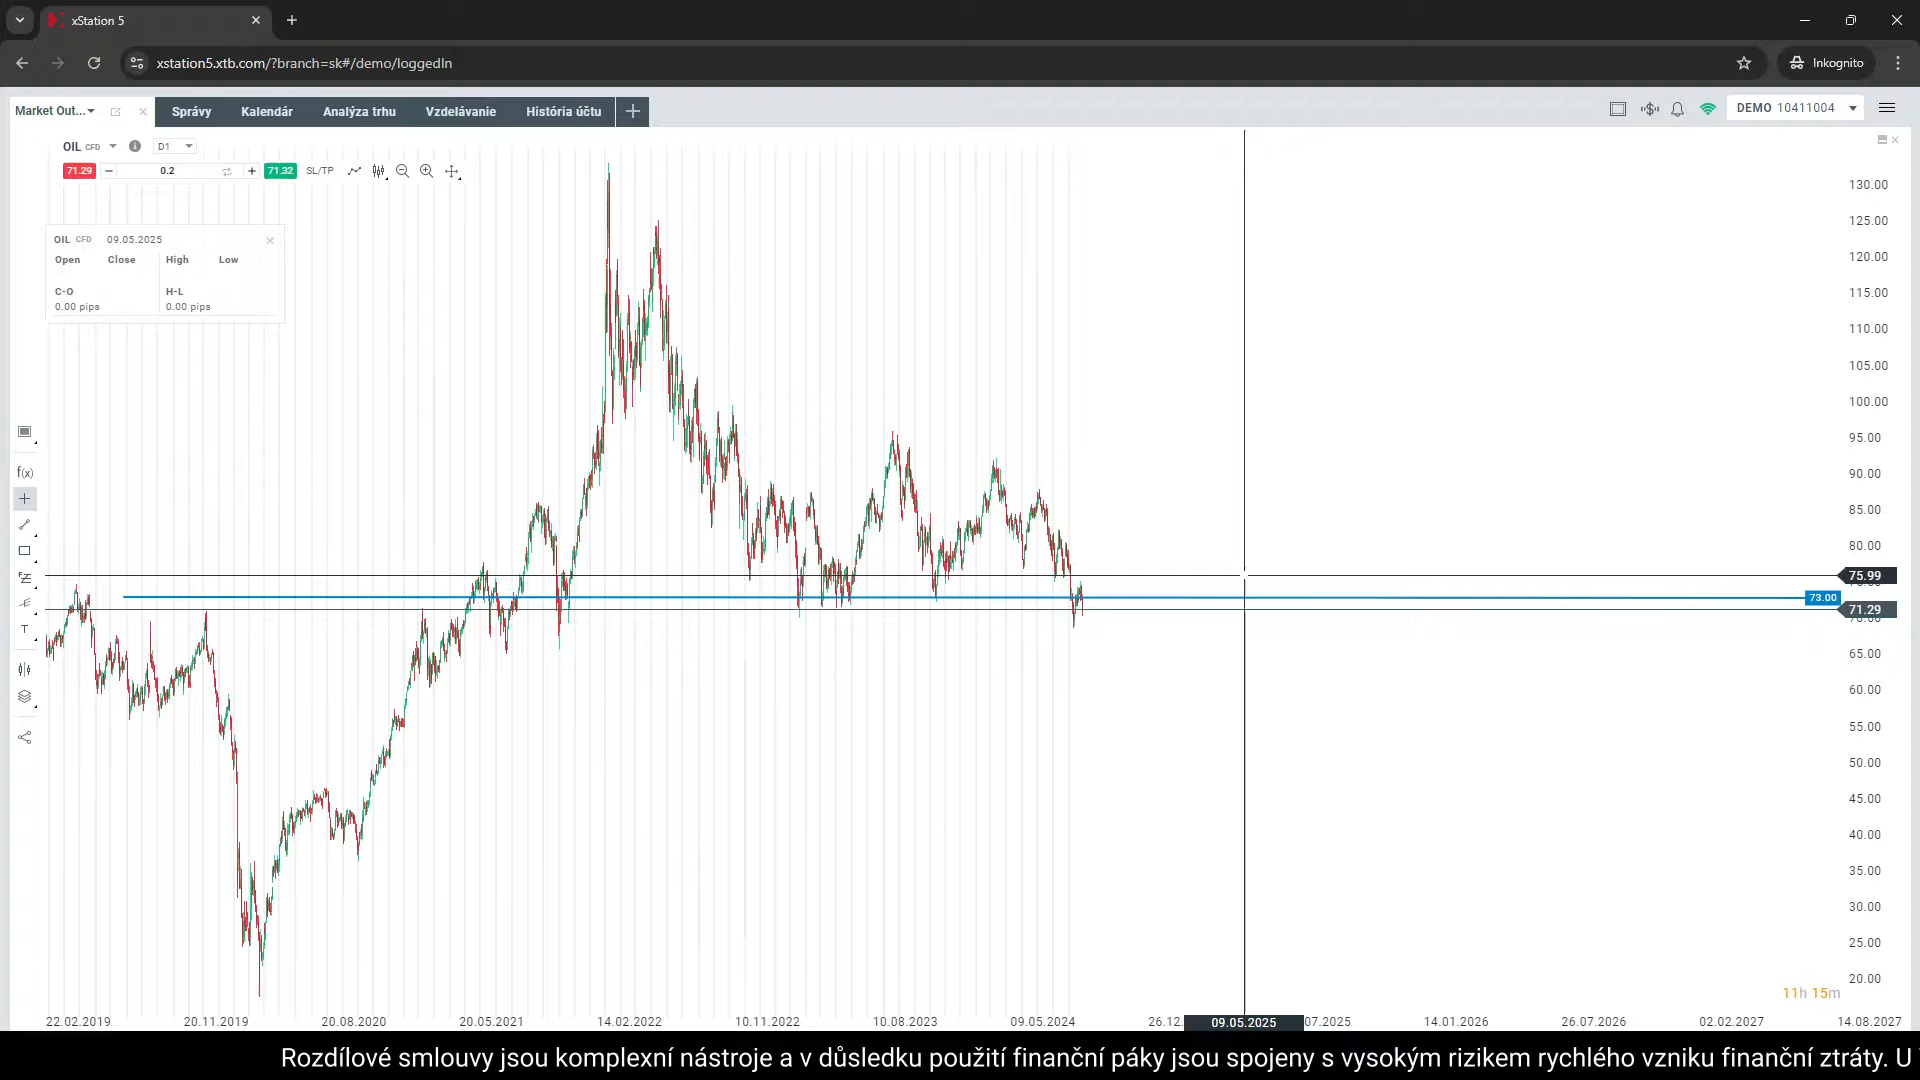 xStation 5
xstation5.xtb.com/?branch=sk#/demo/loggedIn
Inkognito
Market Out...
Správy
Kalendár
Analýza trhu
Vzdelávanie
História účtu
DEMO 10411004
OIL CFD
D1
71.29
0.2
71.32
SL/TP
OIL CFD 09.05.2025
Open Close High Low
C-O H-L
0.00 pips 0.00 pips
f(x)
T
130.00
125.00
120.00
115.00
110.00
105.00
100.00
95.00
90.00
85.00
80.00
75.99
73.00
71.29
70.00
65.00
60.00
55.00
50.00
45.00
40.00
35.00
30.00
25.00
20.00
11h 15m
22.02.2019 20.11.2019 20.08.2020 20.05.2021 14.02.2022 10.11.2022 10.08.2023 09.05.2024 26.12. 09.05.2025 07.2025 14.01.2026 26.07.2026 02.02.2027 14.08.2027
Rozdílové smlouvy jsou komplexní nástroje a v důsledku použití finanční páky jsou spojeny s vysokým rizikem rychlého vzniku finanční ztráty. U